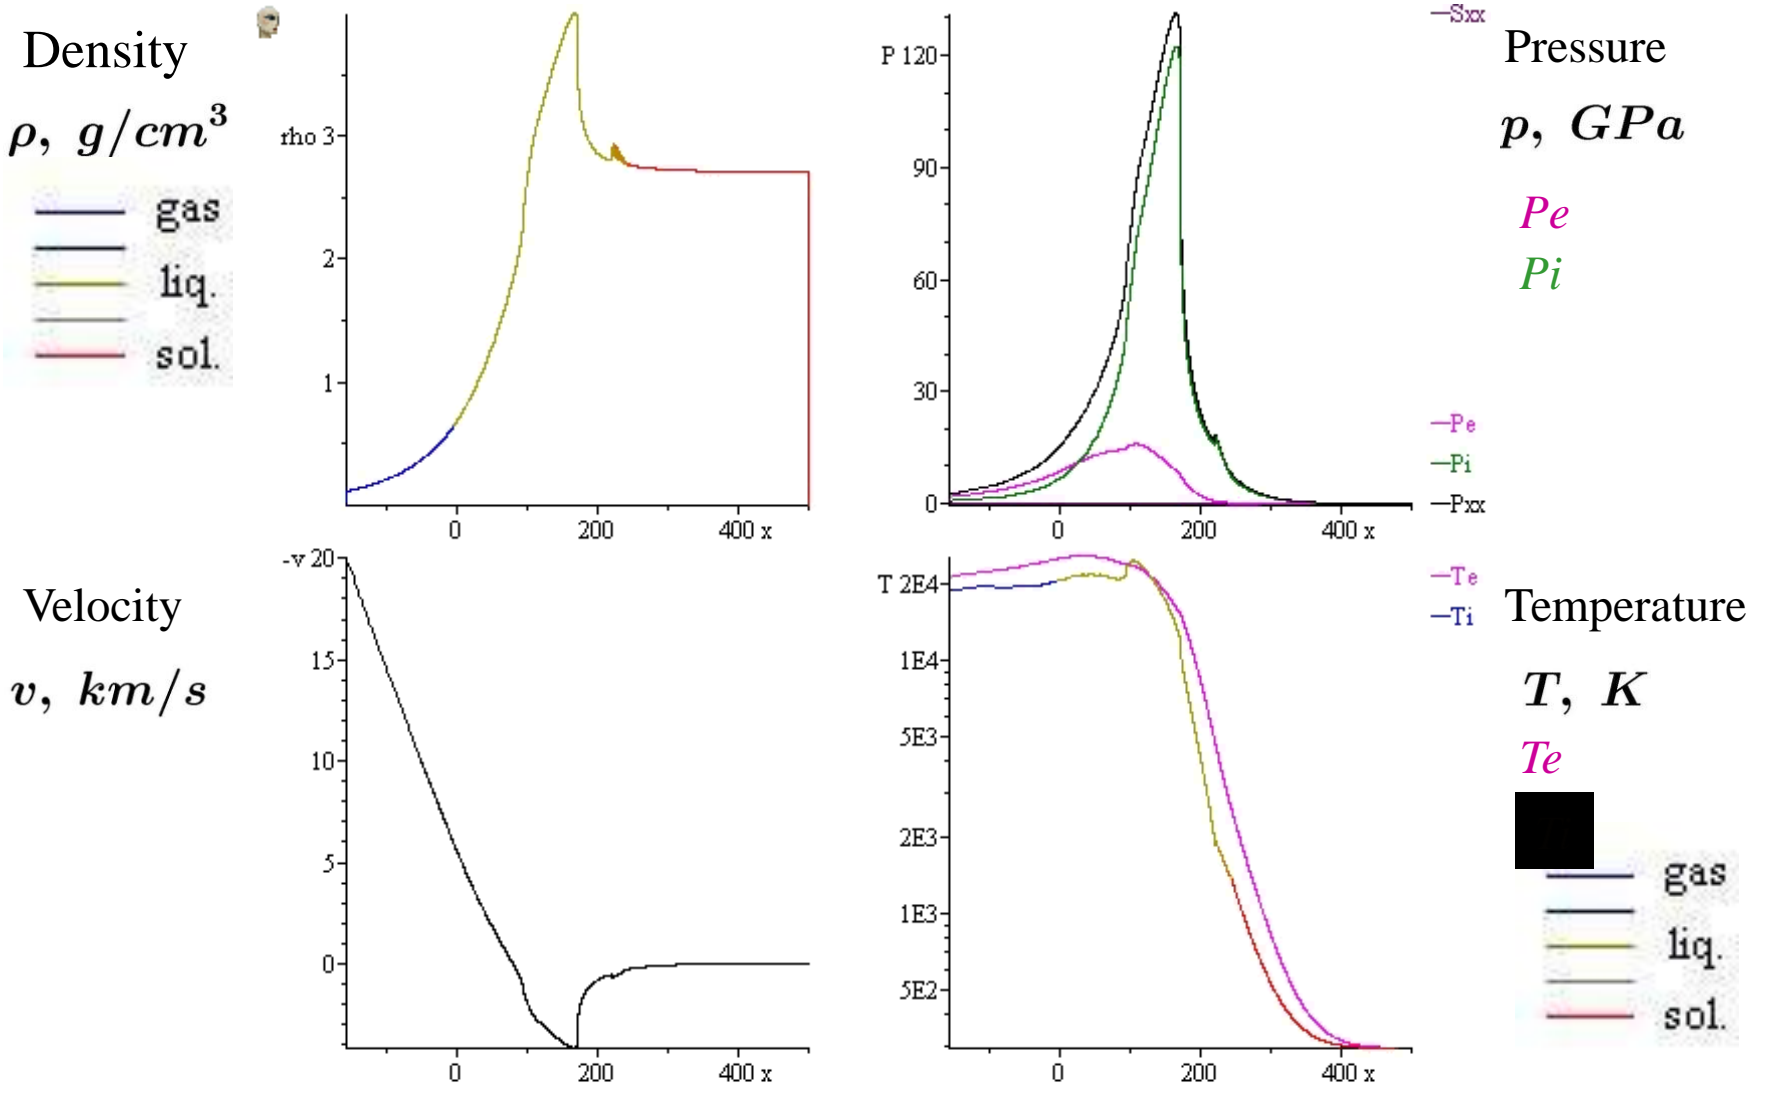 Density
ρ, g/cm³
gas
liq.
sol.
rho 3
2
1
0
200
400 x
Sxx
P 120
90
60
30
0
Pe
Pi
Pxx
0
200
400 x
Pressure
p, GPa
Pe
Pi
Velocity
v, km/s
-v 20
15
10
5
0
0
200
400 x
T 2E4
1E4
5E3
2E3
1E3
5E2
Te
Ti
0
200
400 x
Temperature
T, K
Te
gas
liq.
sol.